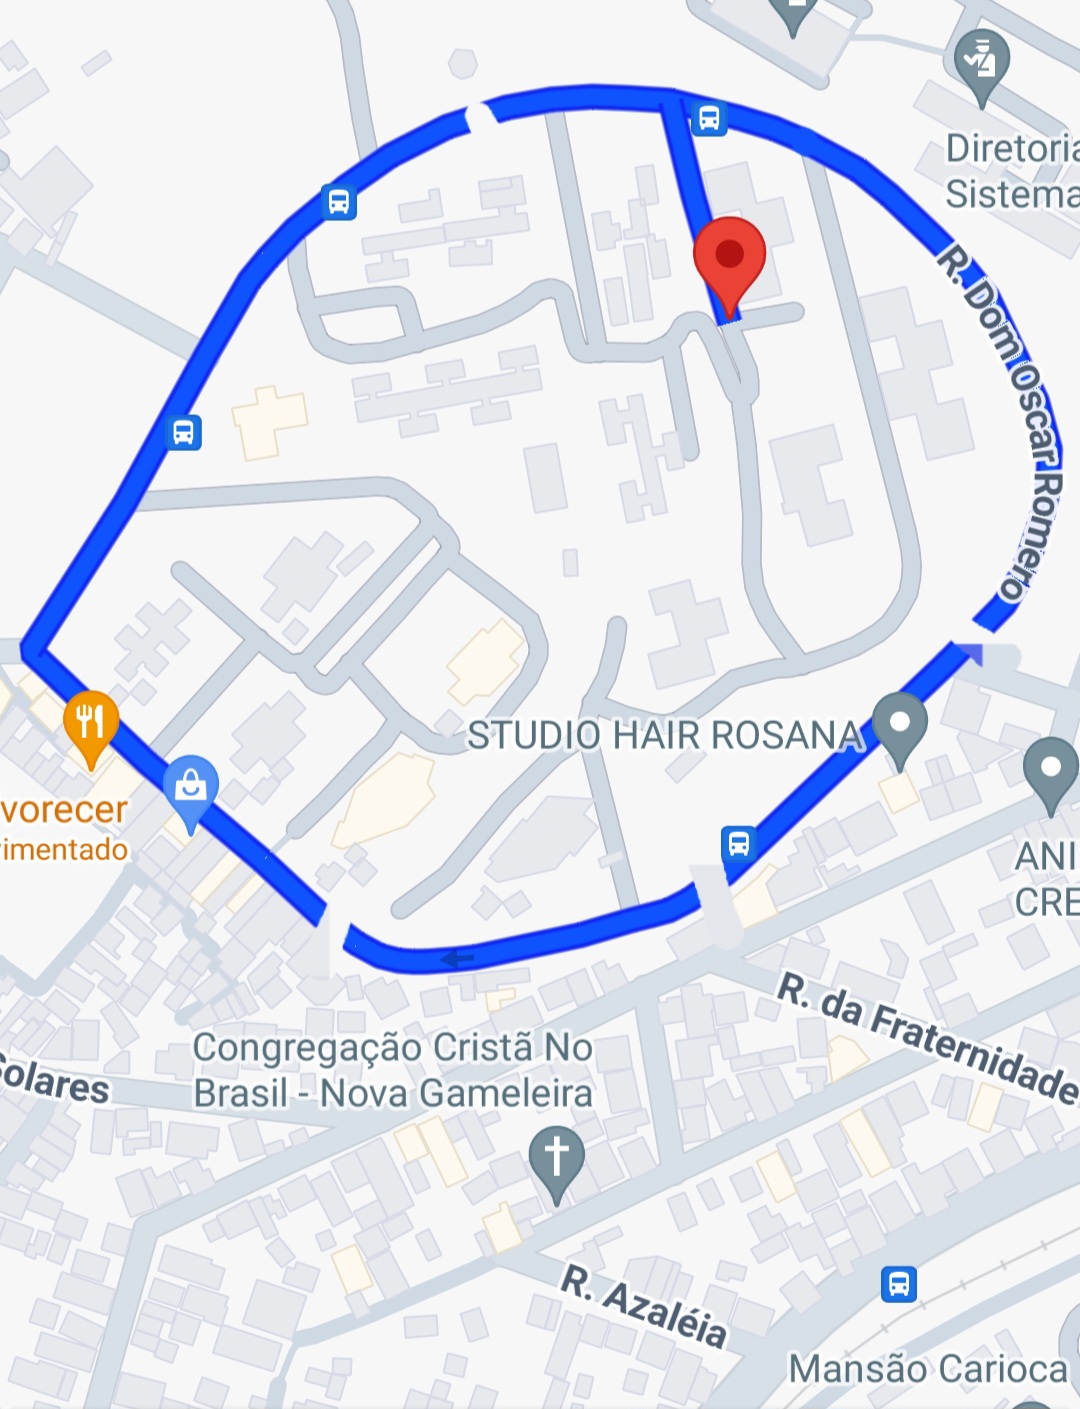 Diretoria
Sistema
R. Dom Oscar Romero
STUDIO HAIR ROSANA
vorecer
imentado
ANI
CRE
R. da Fraternidade
Congregação Cristã No
Brasil - Nova Gameleira
Solares
R. Azaléia
Mansão Carioca